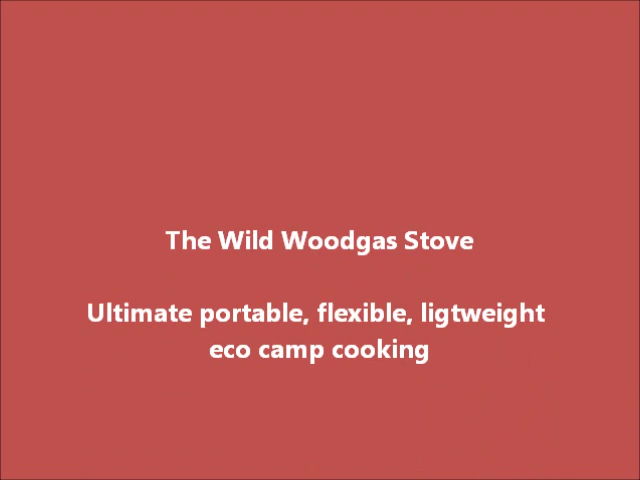 The Wild Woodgas Stove
Ultimate portable, flexible, ligtweight
eco camp cooking